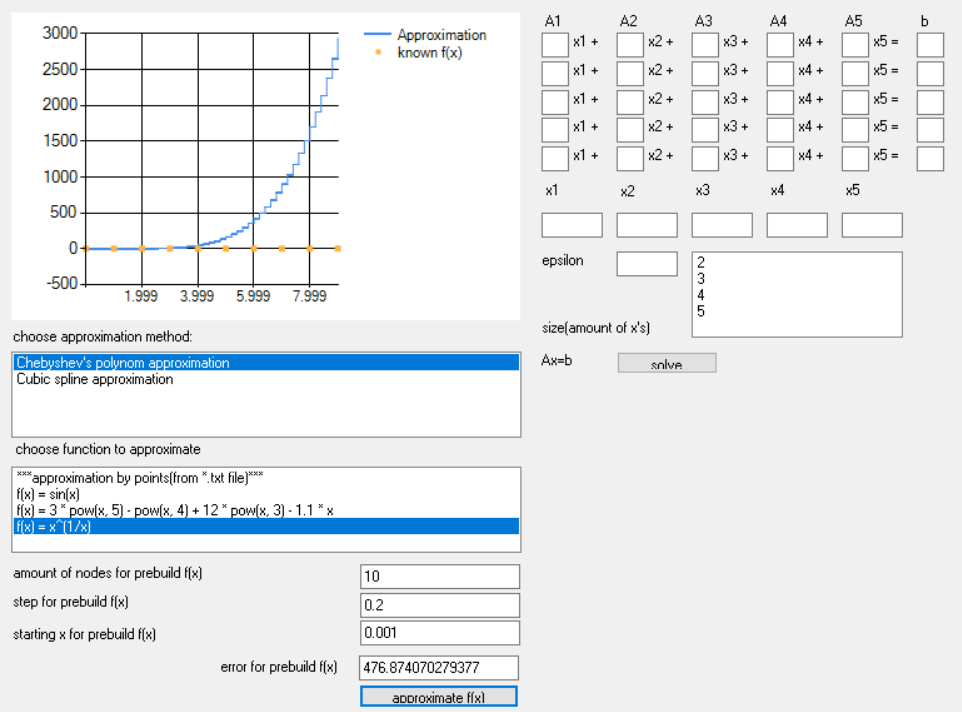 3000
2500
2000
1500
1000
500
0
-500
1.999 3.999 5.999 7.999
Approximation
known f(x)
choose approximation method:
Chebyshev's polynom approximation
Cubic spline approximation
choose function to approximate
***approximation by points(from *.txt file)***
f(x) = sin(x)
f(x) = 3 * pow(x, 5) - pow(x, 4) + 12 * pow(x, 3) - 1.1 * x
f(x) = x^(1/x)
amount of nodes for prebuild f(x) 10
step for prebuild f(x) 0.2
starting x for prebuild f(x) 0.001
error for prebuild f(x) 476.874070279377
approximate f(x)
A1 A2 A3 A4 A5 b
x1 + x2 + x3 + x4 + x5 =
x1 + x2 + x3 + x4 + x5 =
x1 + x2 + x3 + x4 + x5 =
x1 + x2 + x3 + x4 + x5 =
x1 + x2 + x3 + x4 + x5 =
x1 x2 x3 x4 x5
epsilon
size(amount of x's)
2
3
4
5
Ax=b solve